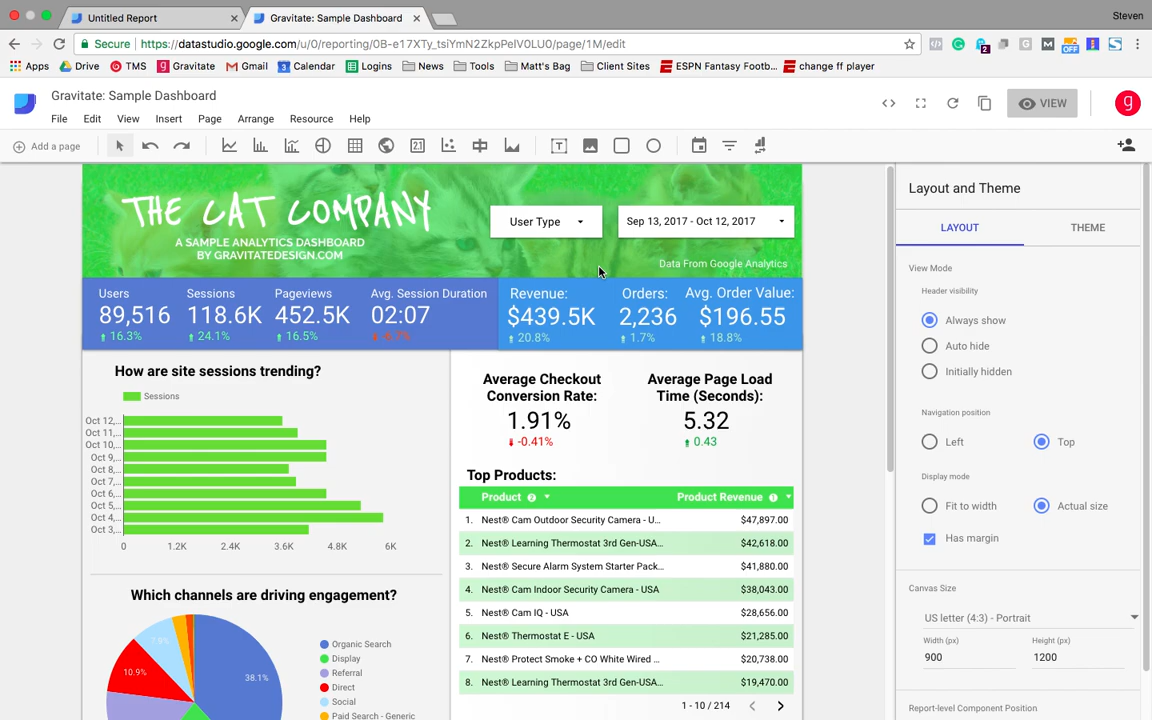 Untitled Report
Gravitate: Sample Dashboard
Steven
Secure
https://datastudio.google.com/u/0/reporting/0B-e17XTy_tsiYmN2ZkpPelV0LU0/page/1M/edit
2
OFF
Apps
Drive
TMS
Gravitate
Gmail
3 Calendar
Logins
News
Tools
Matt's Bag
Client Sites
ESPN Fantasy Footb...
change ff player
Gravitate: Sample Dashboard
File Edit View Insert Page Arrange Resource Help
VIEW
g
Add a page
21
THE CAT COMPANY
A SAMPLE ANALYTICS DASHBOARD
BY GRAVITATEDESIGN.COM
User Type
Sep 13, 2017 - Oct 12, 2017
Data From Google Analytics
Users
89,516
16.3%
Sessions
118.6K
24.1%
Pageviews
452.5K
16.5%
Avg. Session Duration
02:07
Revenue:
$439.5K
20.8%
Orders:
2,236
1.7%
Avg. Order Value:
$196.55
18.8%
How are site sessions trending?
Sessions
Oct 12,...
Oct 11,...
Oct 10,...
Oct 9,...
Oct 8,...
Oct 7,...
Oct 6,...
Oct 5,...
Oct 4,...
Oct 3,...
0 1.2K 2.4K 3.6K 4.8K 6K
Which channels are driving engagement?
7.9%
10.9%
38.1%
Organic Search
Display
Referral
Direct
Social
Paid Search - Generic
Average Checkout
Conversion Rate:
1.91%
-0.41%
Average Page Load
Time (Seconds):
5.32
0.43
Top Products:
Product 2 Product Revenue 1
1. Nest® Cam Outdoor Security Camera - U... $47,897.00
2. Nest® Learning Thermostat 3rd Gen-USA... $42,618.00
3. Nest® Secure Alarm System Starter Pack... $41,880.00
4. Nest® Cam Indoor Security Camera - USA $38,043.00
5. Nest® Cam IQ - USA $28,656.00
6. Nest® Thermostat E - USA $21,285.00
7. Nest® Protect Smoke + CO White Wired ... $20,738.00
8. Nest® Learning Thermostat 3rd Gen-USA... $19,470.00
1 - 10 / 214
Layout and Theme
LAYOUT THEME
View Mode
Header visibility
Always show
Auto hide
Initially hidden
Navigation position
Left Top
Display mode
Fit to width Actual size
Has margin
Canvas Size
US letter (4:3) - Portrait
Width (px) Height (px)
900 1200
Report-level Component Position